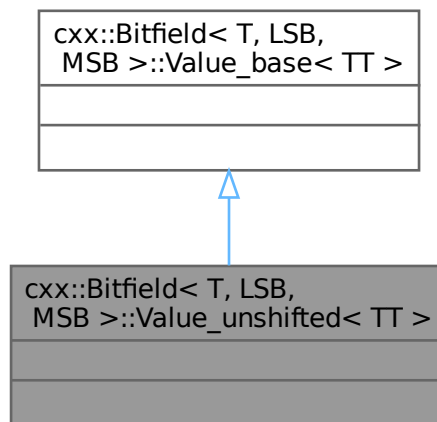 cxx::Bitfield< T, LSB,
MSB >::Value_base< TT >
cxx::Bitfield< T, LSB,
MSB >::Value_unshifted< TT >